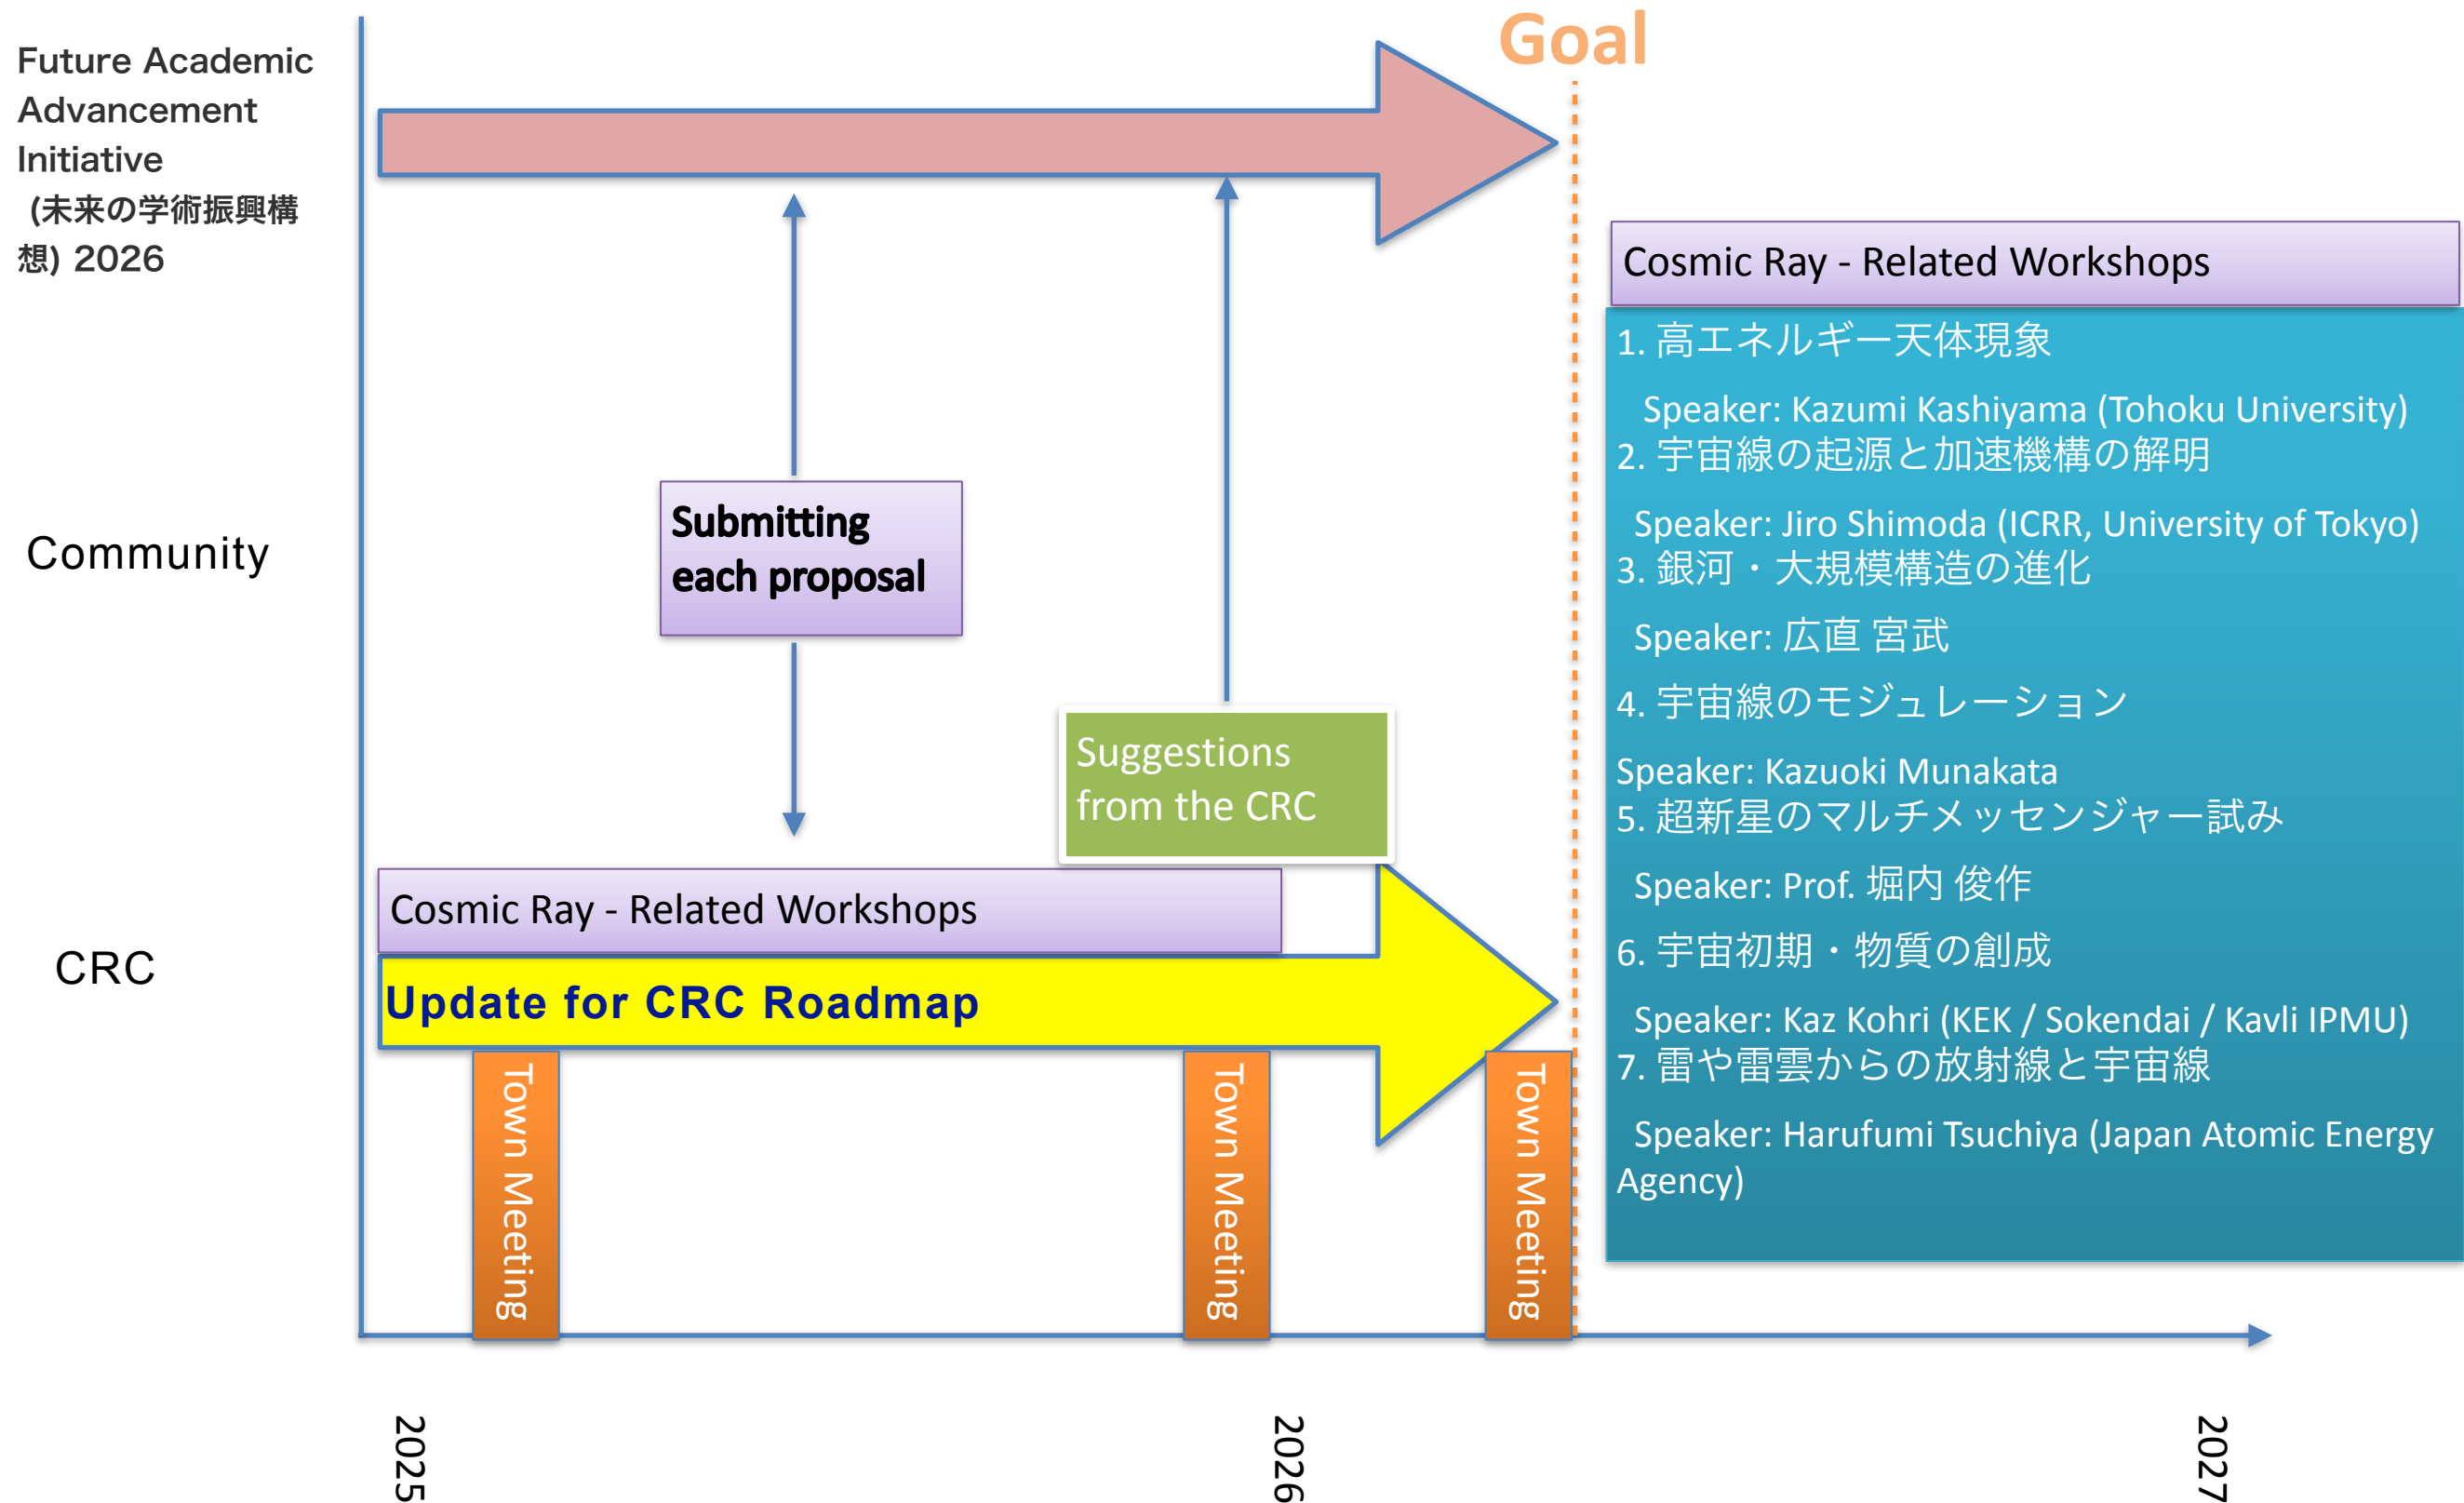 Goal
Future Academic
Advancement
Initiative
(未来の学術振興構
想) 2026
Community
CRC
Submitting
each proposal
Suggestions
from the CRC
Cosmic Ray - Related Workshops
Update for CRC Roadmap
Town Meeting
Town Meeting
Town Meeting
2025
2026
2027
Cosmic Ray - Related Workshops
1. 高エネルギー天体現象
Speaker: Kazumi Kashiyama (Tohoku University)
2. 宇宙線の起源と加速機構の解明
Speaker: Jiro Shimoda (ICRR, University of Tokyo)
3. 銀河・大規模構造の進化
Speaker: 広直 宮武
4. 宇宙線のモジュレーション
Speaker: Kazuoki Munakata
5. 超新星のマルチメッセンジャー試み
Speaker: Prof. 堀内 俊作
6. 宇宙初期・物質の創成
Speaker: Kaz Kohri (KEK / Sokendai / Kavli IPMU)
7. 雷や雷雲からの放射線と宇宙線
Speaker: Harufumi Tsuchiya (Japan Atomic Energy
Agency)